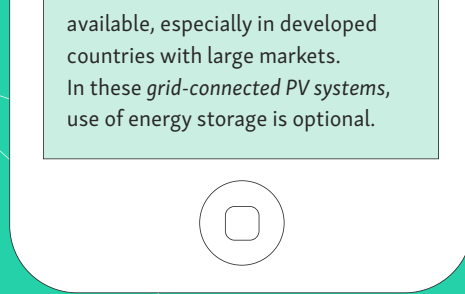 available, especially in developed
countries with large markets.
In these grid-connected PV systems,
use of energy storage is optional.